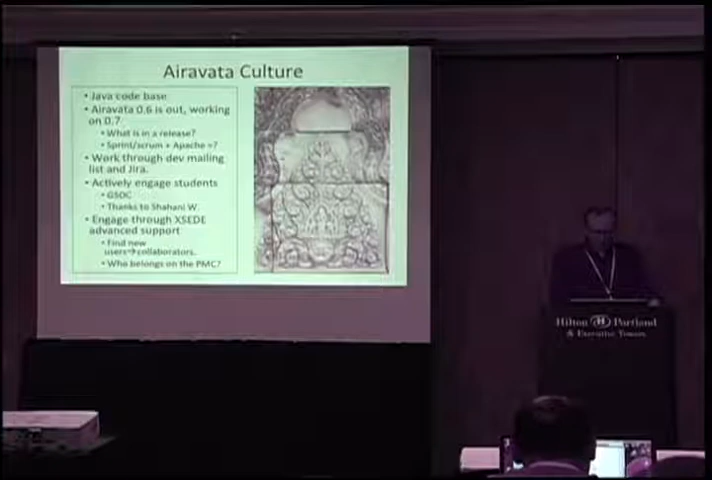 Airavata Culture
• Java code base
• Airavata 0.6 is out, working
on 0.7
• What is in a release?
• Sprint/scrum + Apache =?
• Work through dev mailing
list and Jira.
• Actively engage students
• GSOC
• Thanks to Shahani W.
• Engage through XSEDE
advanced support
• Find new
users→collaborators.
• Who belongs on the PMC?
Hilton H Portland
& Executive Tower